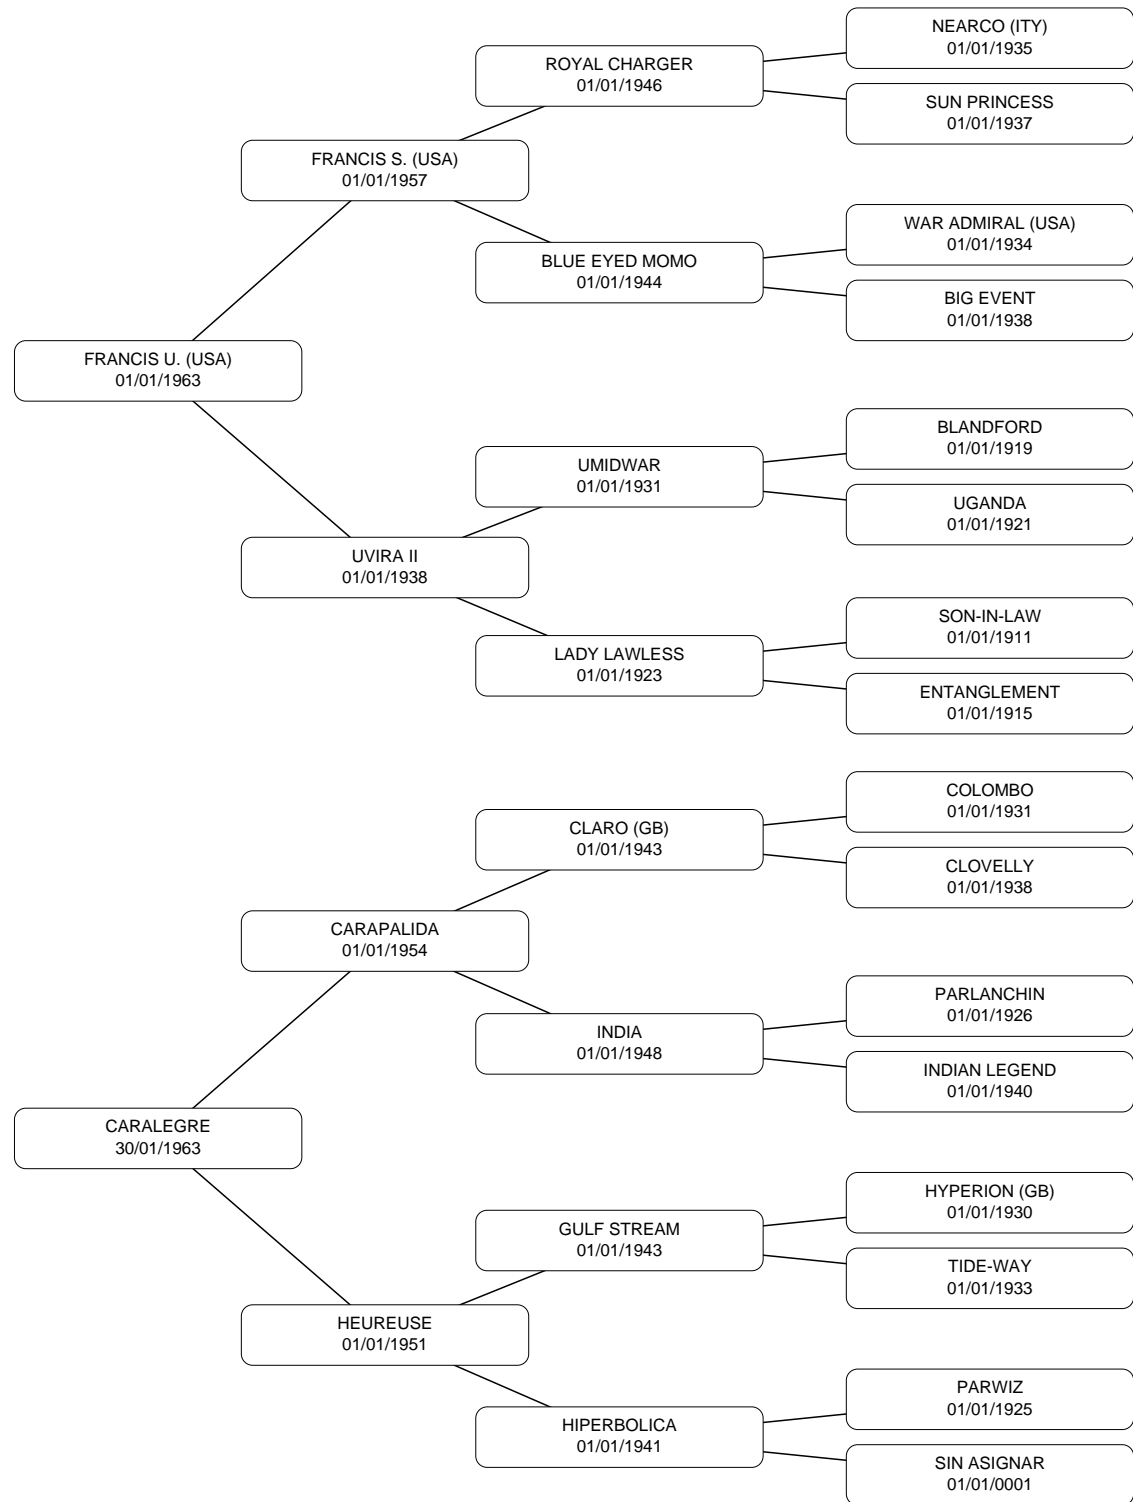 NEARCO (ITY)
01/01/1935
ROYAL CHARGER
01/01/1946
SUN PRINCESS
01/01/1937
FRANCIS S. (USA)
01/01/1957
WAR ADMIRAL (USA)
01/01/1934
BLUE EYED MOMO
01/01/1944
BIG EVENT
01/01/1938
FRANCIS U. (USA)
01/01/1963
BLANDFORD
01/01/1919
UMIDWAR
01/01/1931
UGANDA
01/01/1921
UVIRA II
01/01/1938
SON-IN-LAW
01/01/1911
LADY LAWLESS
01/01/1923
ENTANGLEMENT
01/01/1915
COLOMBO
01/01/1931
CLARO (GB)
01/01/1943
CLOVELLY
01/01/1938
CARAPALIDA
01/01/1954
PARLANCHIN
01/01/1926
INDIA
01/01/1948
INDIAN LEGEND
01/01/1940
CARALEGRE
30/01/1963
HYPERION (GB)
01/01/1930
GULF STREAM
01/01/1943
TIDE-WAY
01/01/1933
HEUREUSE
01/01/1951
PARWIZ
01/01/1925
HIPERBOLICA
01/01/1941
SIN ASIGNAR
01/01/0001